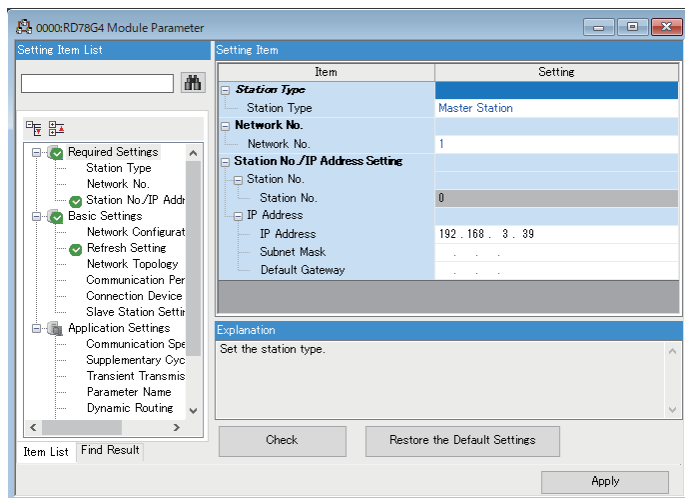 0000:RD78G4 Module Parameter
Setting Item List
Setting Item
Item Setting
Station Type
Station Type Master Station
Network No.
Network No. 1
Station No./IP Address Setting
Station No.
Station No. 0
IP Address
IP Address 192 . 168 . 3 . 39
Subnet Mask . . .
Default Gateway . . .
Required Settings
Station Type
Network No.
Station No./IP Addr
Basic Settings
Network Configurat
Refresh Setting
Network Topology
Communication Per
Connection Device
Slave Station Settin
Application Settings
Communication Spe
Supplementary Cyc
Transient Transmis
Parameter Name
Dynamic Routing
Item List Find Result
Explanation
Set the station type.
Check Restore the Default Settings
Apply